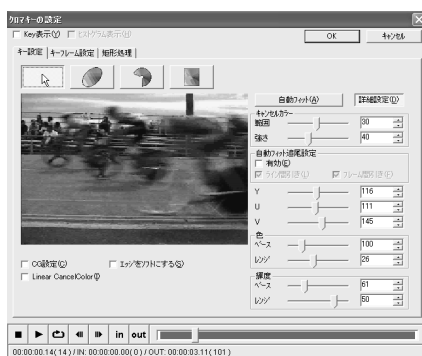 クロマキーの設定
Key表示(V) ヒストグラム表示(H)
OK キャンセル
キー設定 キーフレーム設定 矩形処理
自動フィット(A) 詳細設定(D)
キャンセルカラー
範囲 30
強さ 40
自動フィット追尾設定
有効(E)
ライン間引き(L) フレーム間引き(F)
Y 116
U 111
V 145
色
ベース 100
レンジ 26
輝度
ベース 61
レンジ 50
CG設定(C) エッジをソフトにする(S)
Linear CancelColor(I)
in out
00:00:00.14(14) / IN: 00:00:00.00(0) / OUT: 00:00:03.11(101)